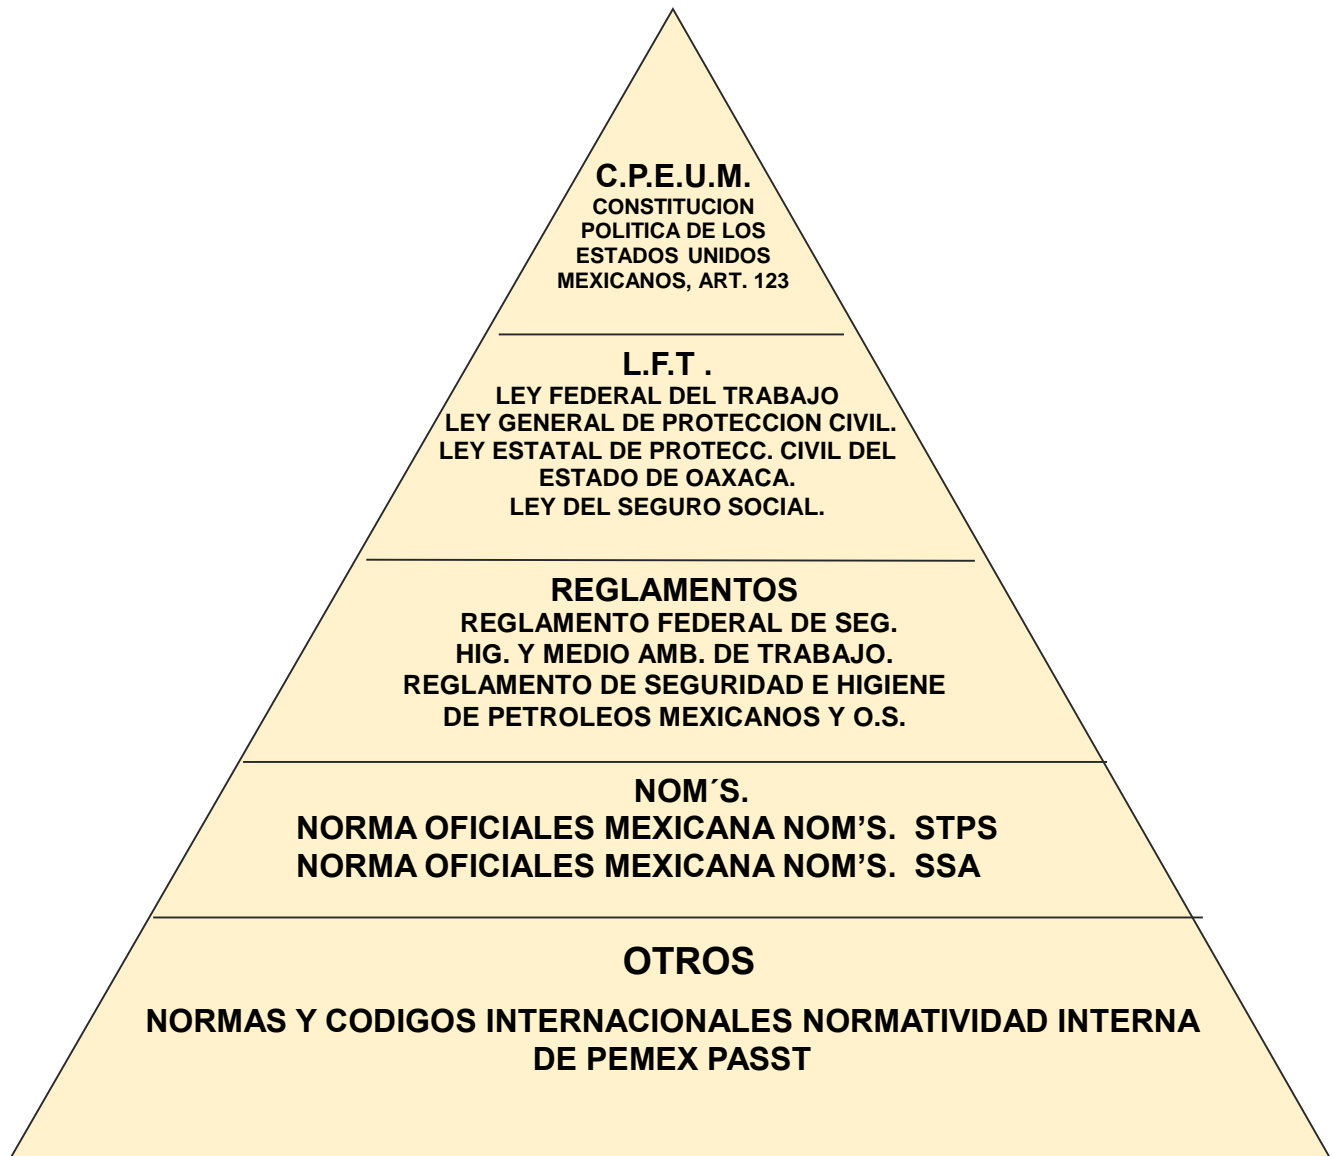 C.P.E.U.M.
CONSTITUCION
POLITICA DE LOS
ESTADOS UNIDOS
MEXICANOS, ART. 123
L.F.T .
LEY FEDERAL DEL TRABAJO
LEY GENERAL DE PROTECCION CIVIL.
LEY ESTATAL DE PROTECC. CIVIL DEL
ESTADO DE OAXACA.
LEY DEL SEGURO SOCIAL.
REGLAMENTOS
REGLAMENTO FEDERAL DE SEG.
HIG. Y MEDIO AMB. DE TRABAJO.
REGLAMENTO DE SEGURIDAD E HIGIENE
DE PETROLEOS MEXICANOS Y O.S.
NOM´S.
NORMA OFICIALES MEXICANA NOM’S. STPS
NORMA OFICIALES MEXICANA NOM’S. SSA
OTROS
NORMAS Y CODIGOS INTERNACIONALES NORMATIVIDAD INTERNA
DE PEMEX PASST